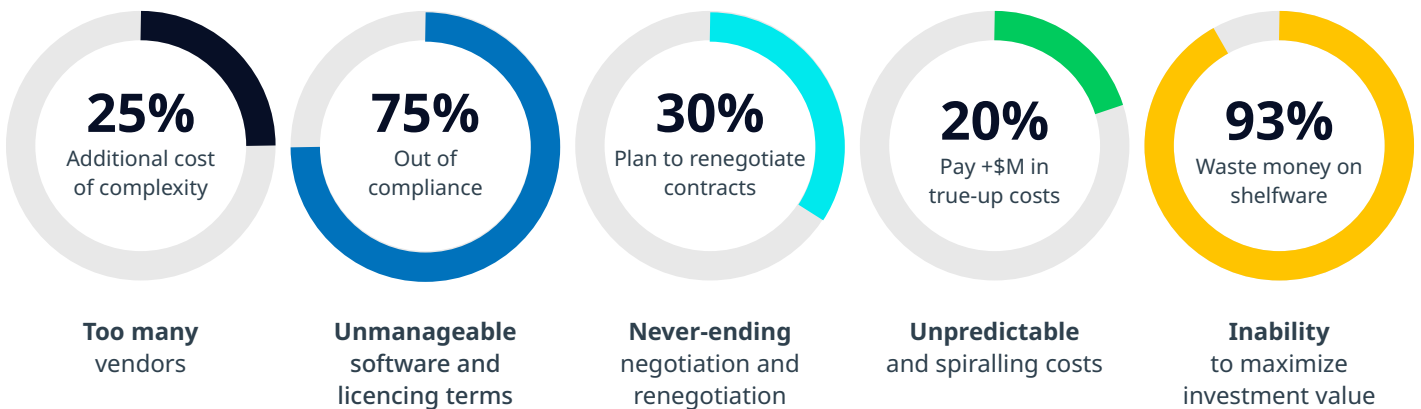 25%
Additional cost
of complexity
Too many
vendors
75%
Out of
compliance
Unmanageable
software and
licencing terms
30%
Plan to renegotiate
contracts
Never-ending
negotiation and
renegotiation
20%
Pay +$M in
true-up costs
Unpredictable
and spiralling costs
93%
Waste money on
shelfware
Inability
to maximize
investment value